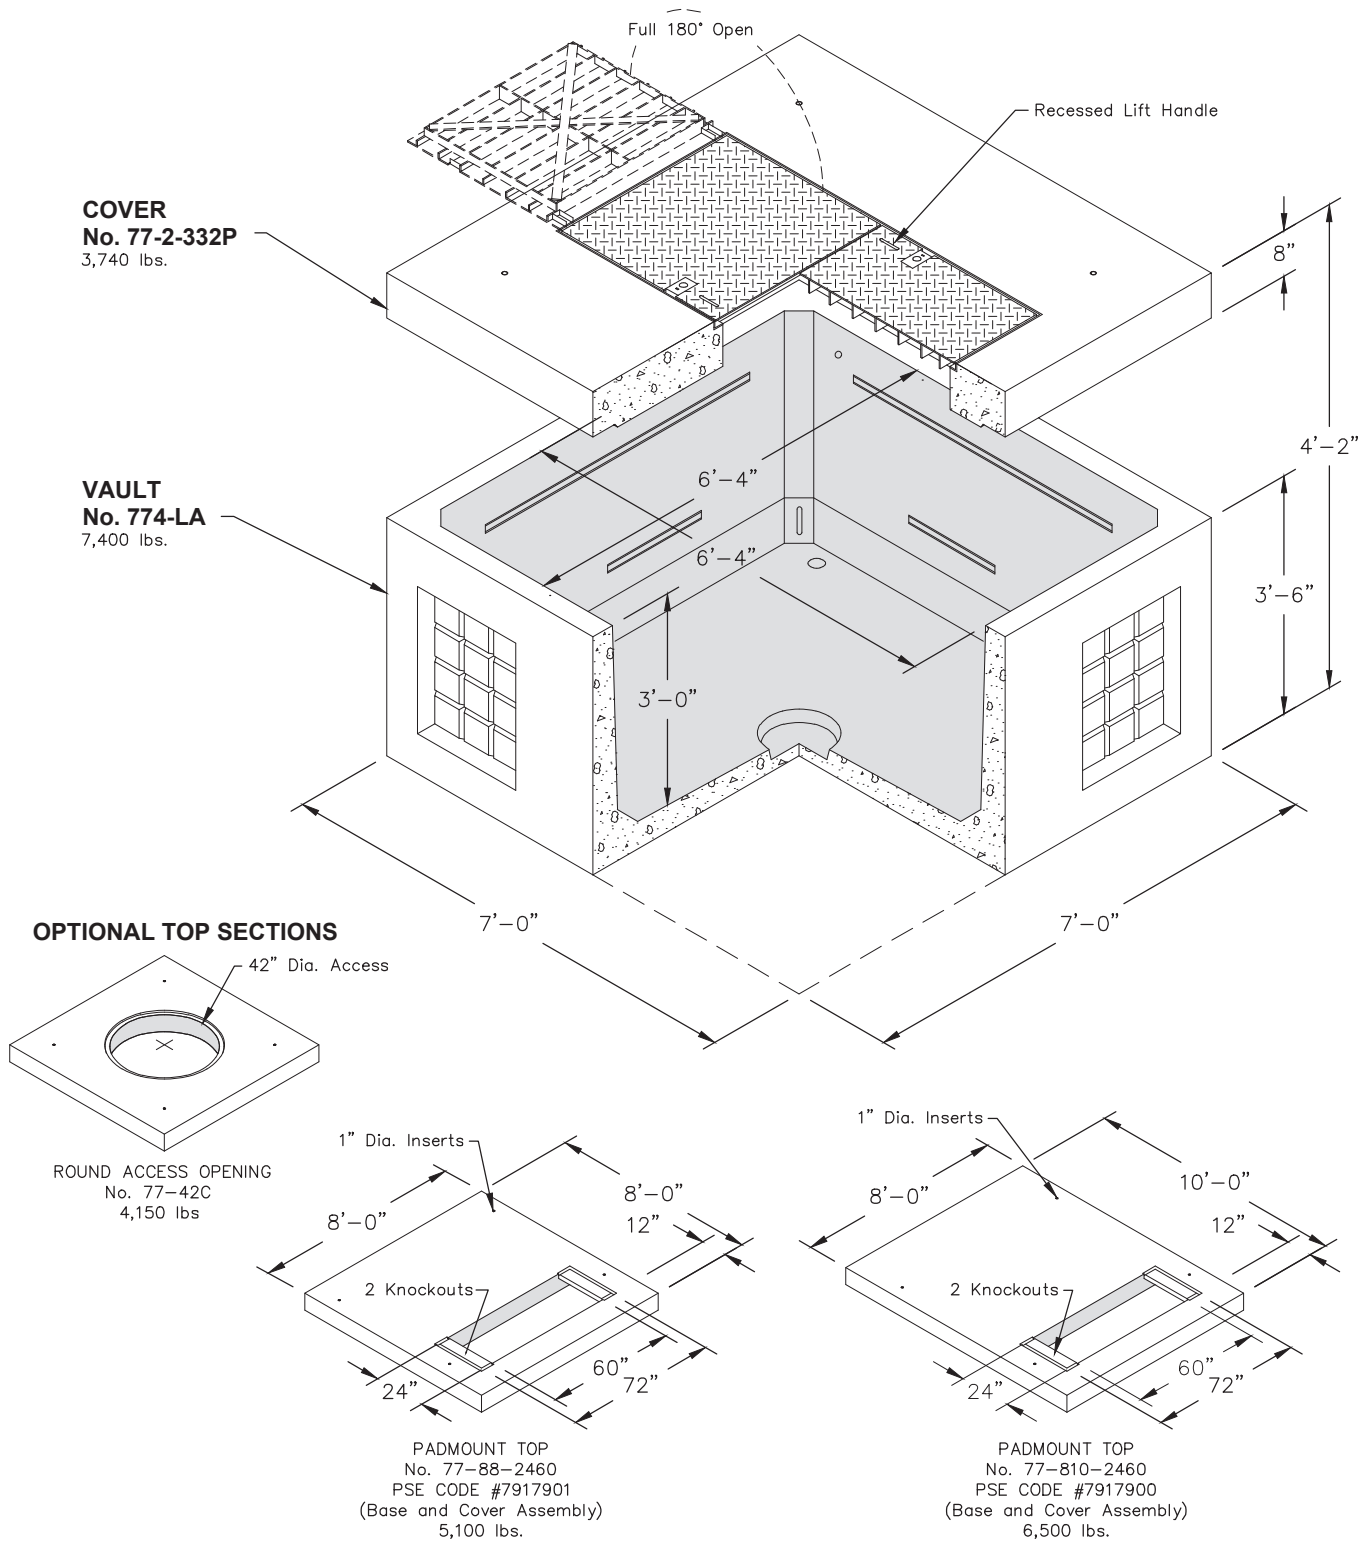 Full 180° Open
Recessed Lift Handle
COVER
No. 77-2-332P
3,740 lbs.
8”
4’-2”
VAULT
No. 774-LA
7,400 lbs.
6’-4”
6’-4”
3’-6”
3’-0”
7’-0”
7’-0”
OPTIONAL TOP SECTIONS
42” Dia. Access
ROUND ACCESS OPENING
No. 77-42C
4,150 lbs
1” Dia. Inserts
8’-0”
8’-0”
12”
2 Knockouts
60”
72”
24”
PADMOUNT TOP
No. 77-88-2460
PSE CODE #7917901
(Base and Cover Assembly)
5,100 lbs.
1” Dia. Inserts
8’-0”
10’-0”
12”
2 Knockouts
60”
72”
24”
PADMOUNT TOP
No. 77-810-2460
PSE CODE #7917900
(Base and Cover Assembly)
6,500 lbs.